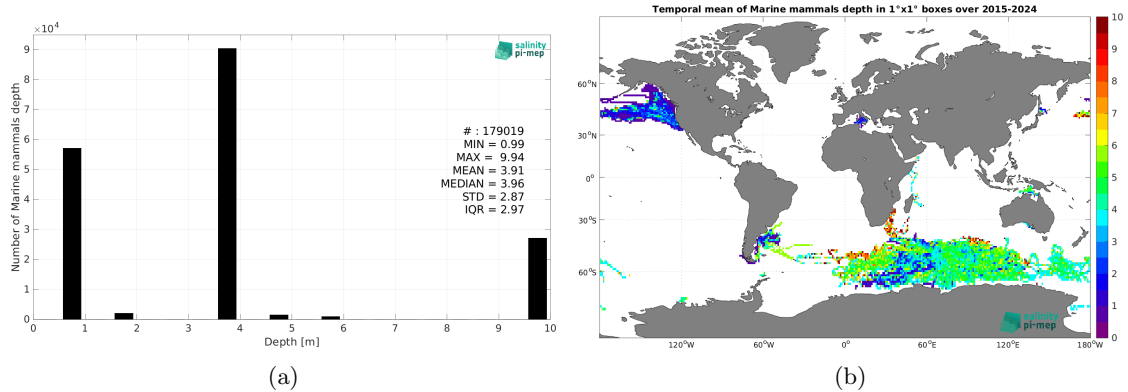 ×10⁴
9
8
7
6
5
4
3
2
1
0
Number of Marine mammals depth
salinity
pi-mep
# : 179019
MIN = 0.99
MAX = 9.94
MEAN = 3.91
MEDIAN = 3.96
STD = 2.87
IQR = 2.97
0 1 2 3 4 5 6 7 8 9 10
Depth [m]
(a)
Temporal mean of Marine mammals depth in 1°x1° boxes over 2015-2024
60°N
30°N
0°
30°S
60°S
120°W 60°W 0° 60°E 120°E 180°W
salinity
pi-mep
10
9
8
7
6
5
4
3
2
1
0
(b)